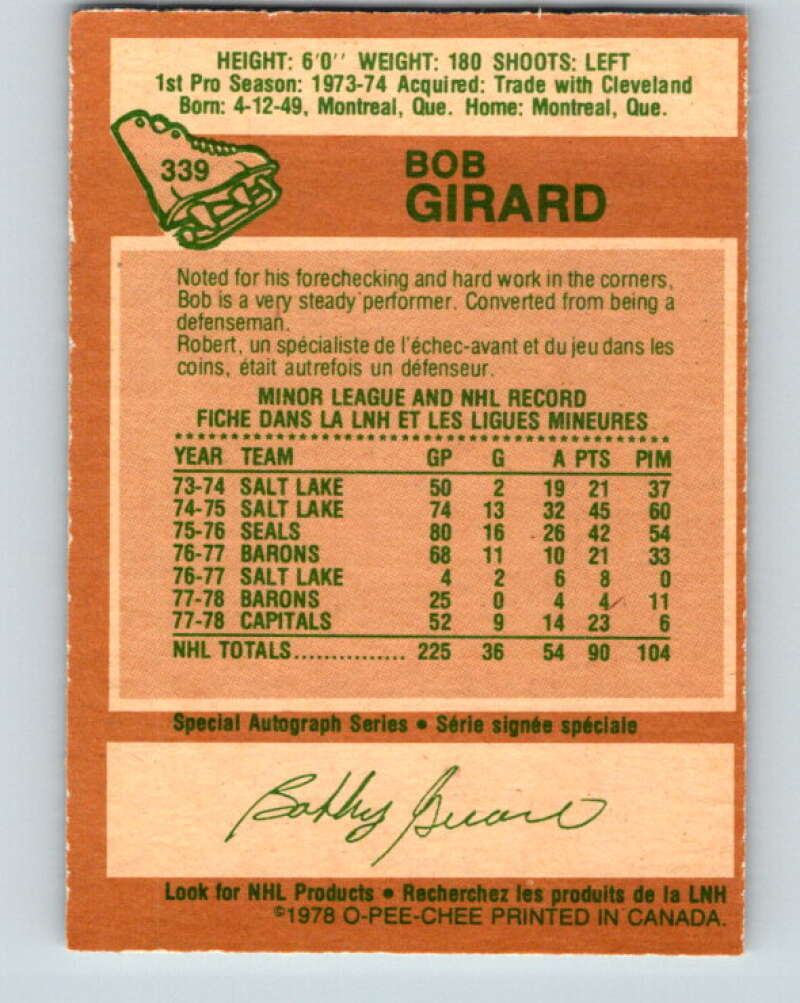 HEIGHT: 6'0'' WEIGHT: 180 SHOOTS: LEFT
1st Pro Season: 1973-74 Acquired: Trade with Cleveland
Born: 4-12-49, Montreal, Que. Home: Montreal, Que.
339
BOB
GIRARD
Noted for his forechecking and hard work in the corners,
Bob is a very steady performer. Converted from being a
defenseman.
Robert, un spécialiste de l'échec-avant et du jeu dans les
coins, était autrefois un défenseur.
MINOR LEAGUE AND NHL RECORD
FICHE DANS LA LNH ET LES LIGUES MINEURES
YEAR TEAM GP G A PTS PIM
73-74 SALT LAKE 50 2 19 21 37
74-75 SALT LAKE 74 13 32 45 60
75-76 SEALS 80 16 26 42 54
76-77 BARONS 68 11 10 21 33
76-77 SALT LAKE 4 2 6 8 0
77-78 BARONS 25 0 4 4 11
77-78 CAPITALS 52 9 14 23 6
NHL TOTALS............... 225 36 54 90 104
Special Autograph Series • Série signée spéciale
Bobby Girard
Look for NHL Products • Recherchez les produits de la LNH
©1978 O-PEE-CHEE PRINTED IN CANADA.